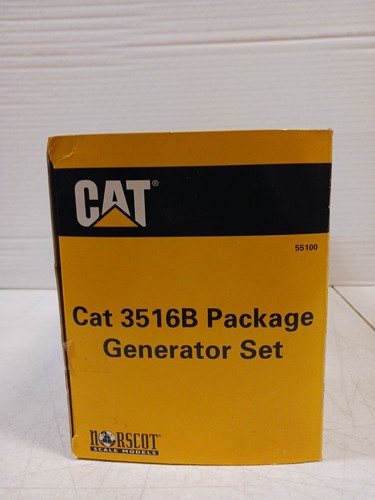 CAT®
55100
Cat 3516B Package
Generator Set
NORSCOT®
SCALE MODELS